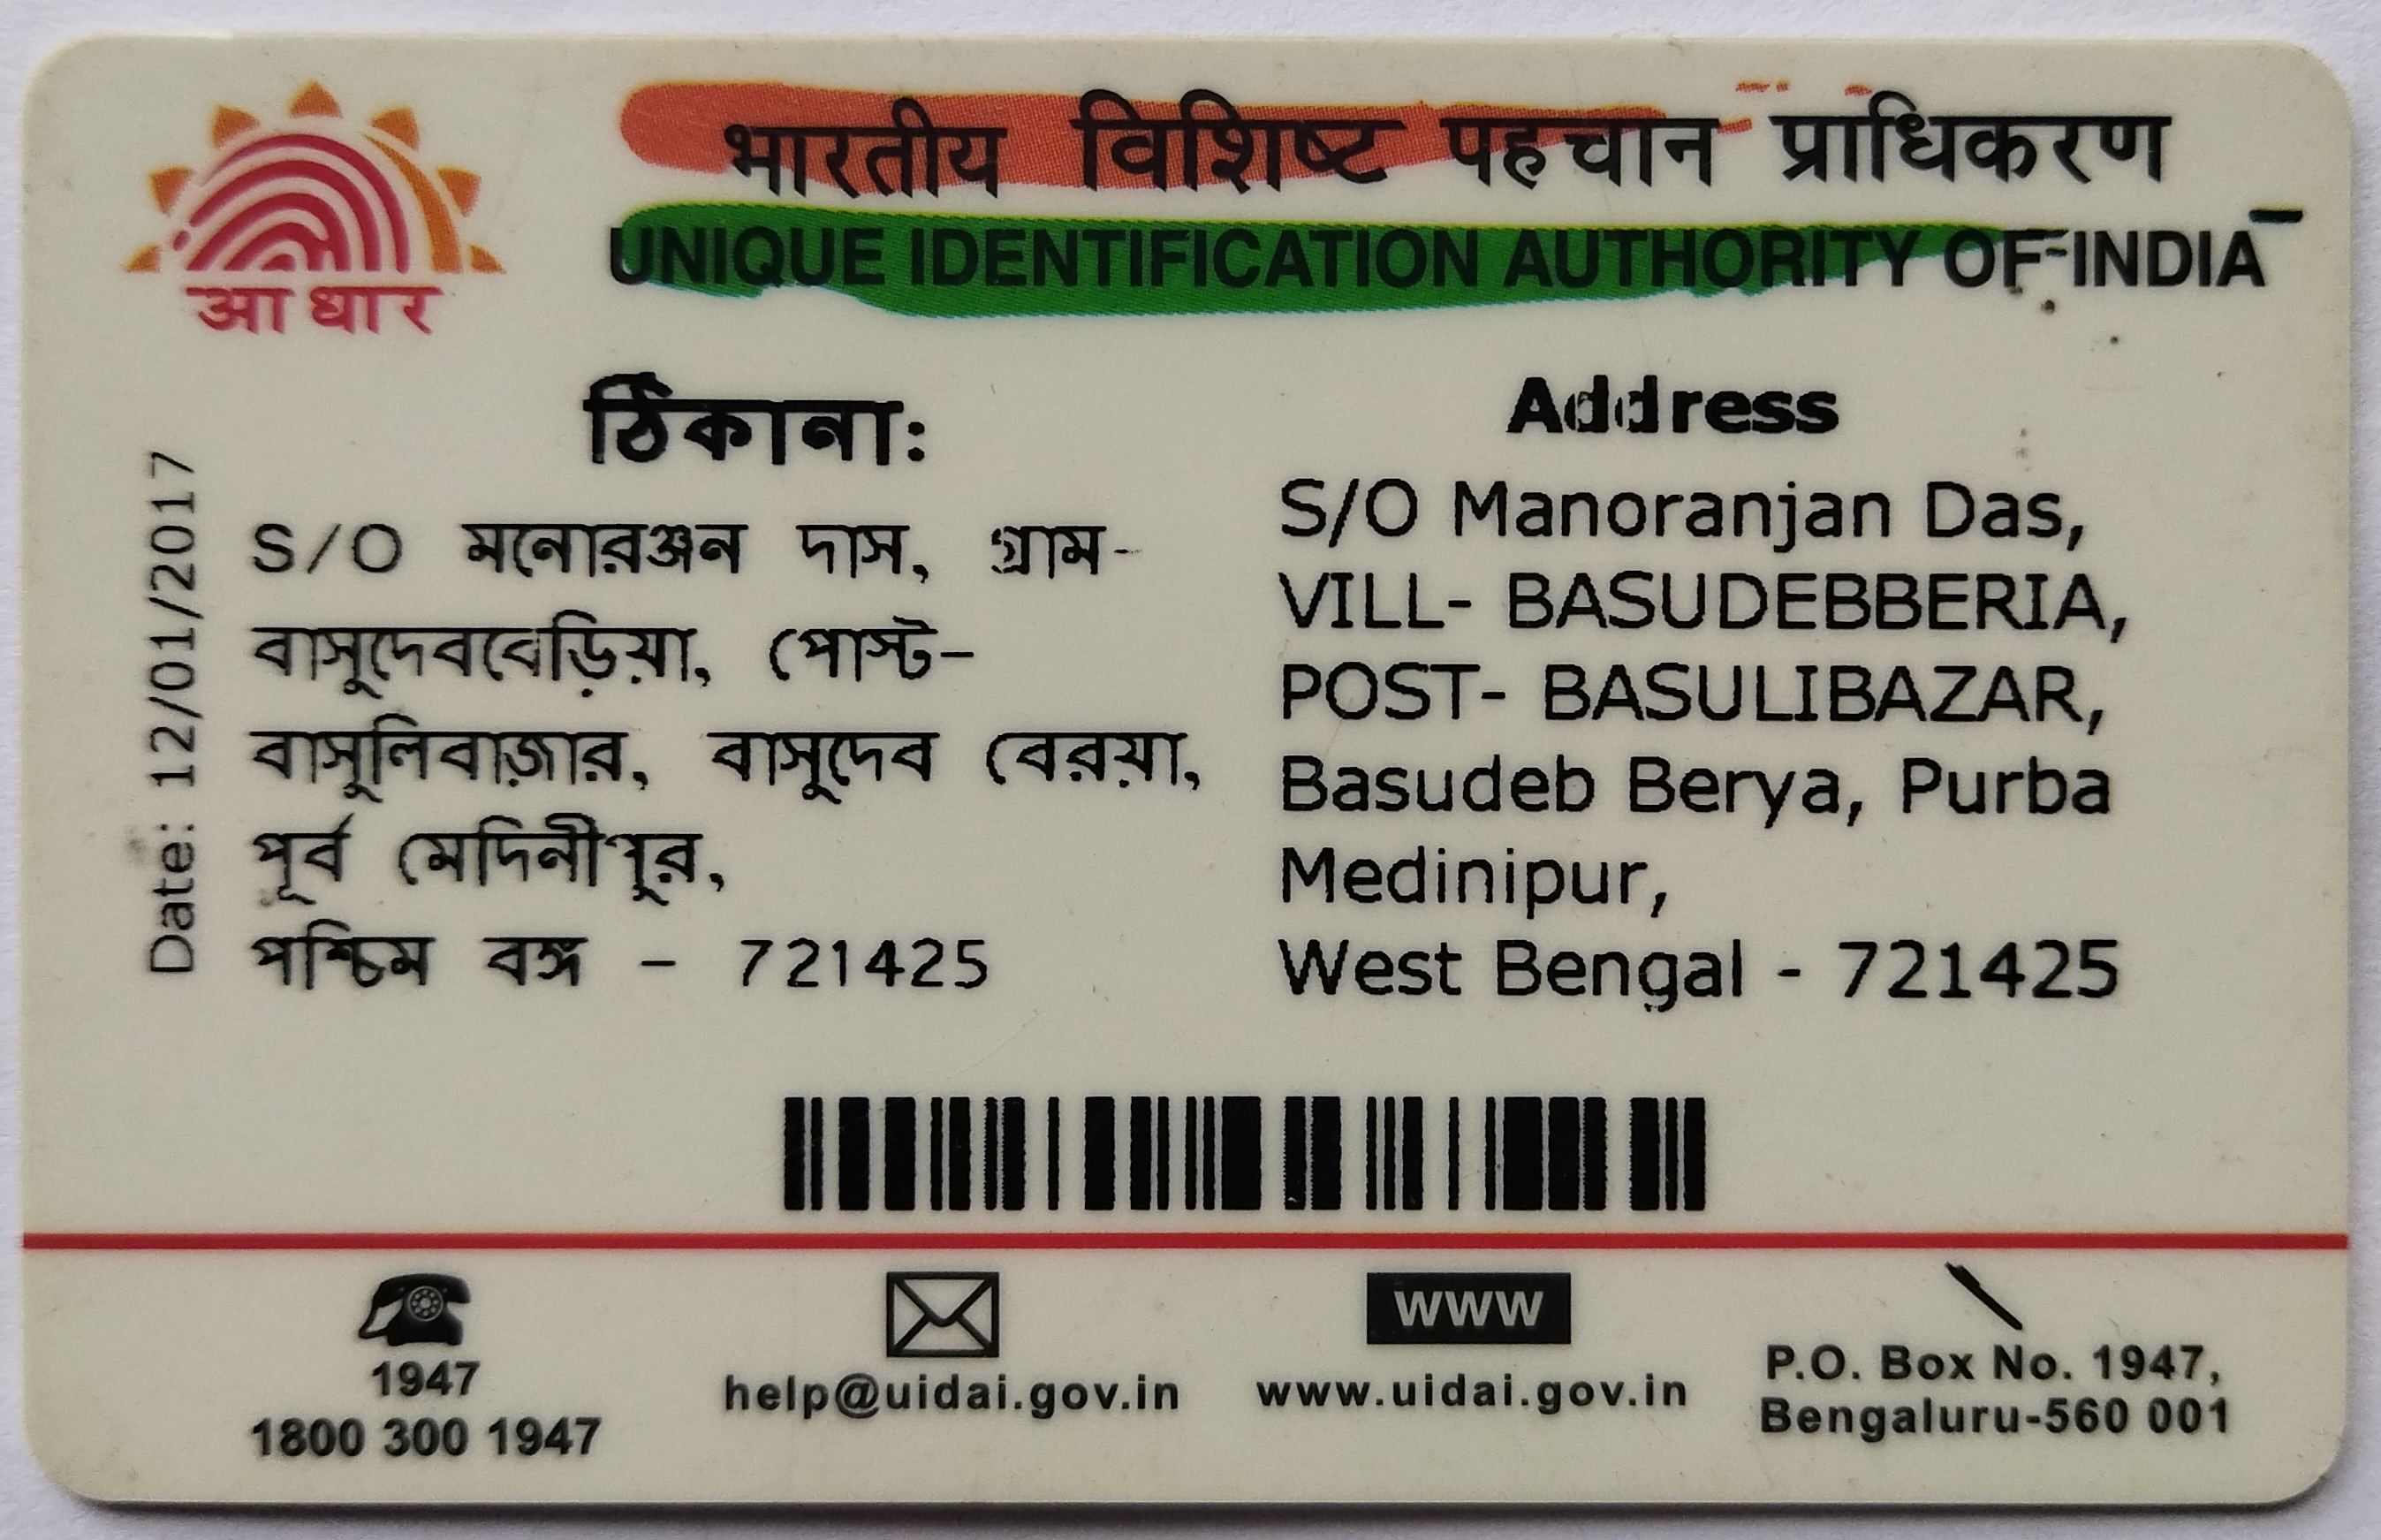 भारतीय विशिष्ट पहचान प्राधिकरण
UNIQUE IDENTIFICATION AUTHORITY OF INDIA
आधार
ঠিকানা:
S/O মনোরঞ্জন দাস, গ্রাম-
বাসুদেববেড়িয়া, পোস্ট-
বাসুলিবাজার, বাসুদেব বেরয়া,
পূর্ব মেদিনীপুর,
পশ্চিম বঙ্গ - 721425
Address
S/O Manoranjan Das,
VILL- BASUDEBBERIA,
POST- BASULIBAZAR,
Basudeb Berya, Purba
Medinipur,
West Bengal - 721425
Date: 12/01/2017
1947
1800 300 1947
help@uidai.gov.in
www
www.uidai.gov.in
P.O. Box No. 1947,
Bengaluru-560 001